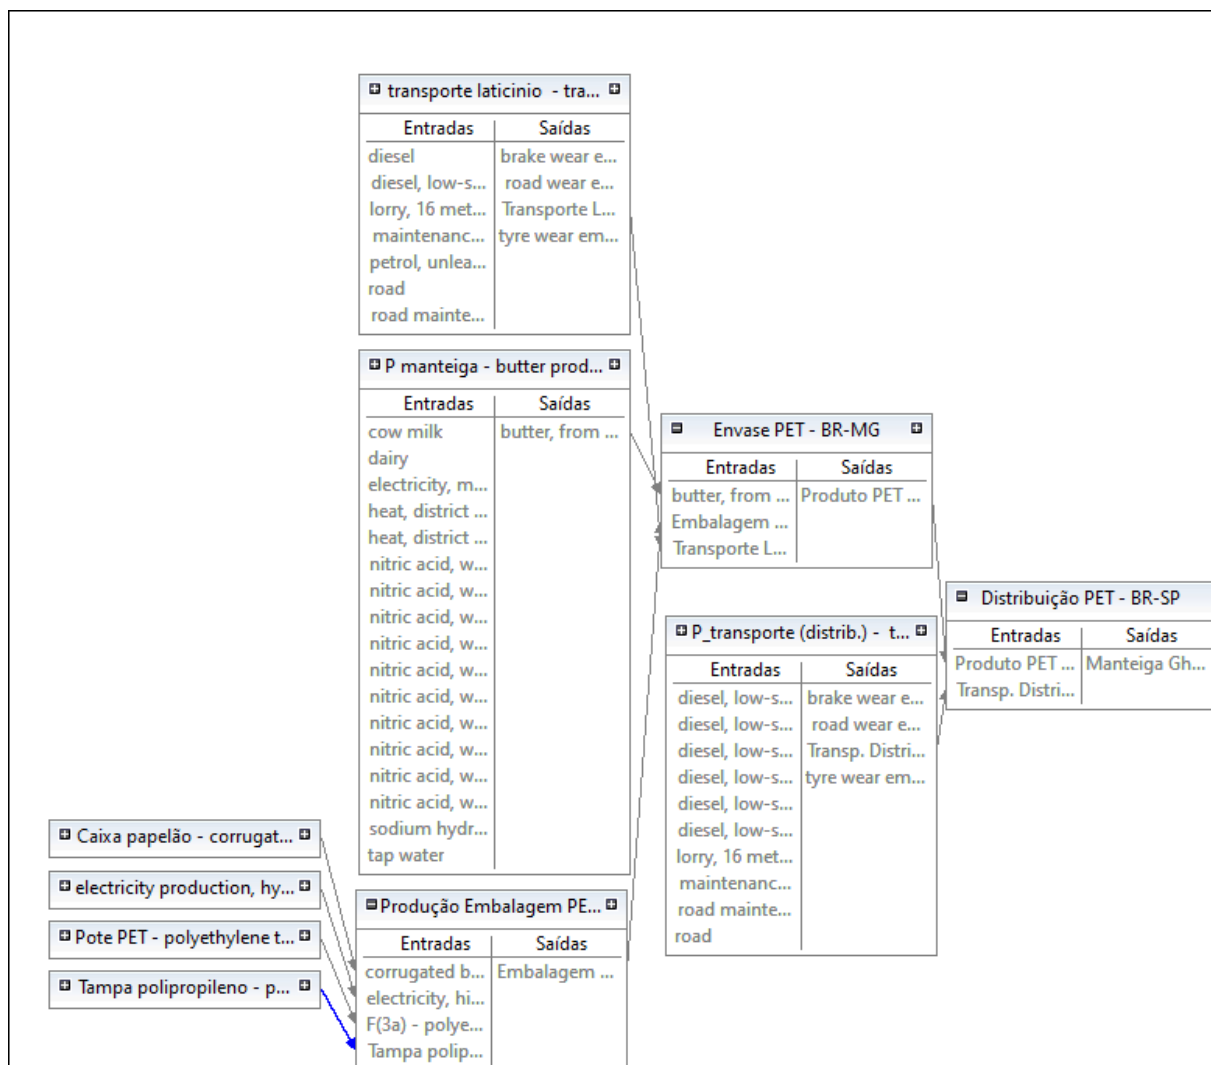 transporte laticinio - tra...
Entradas Saídas
diesel brake wear e...
diesel, low-s... road wear e...
lorry, 16 met... Transporte L...
maintenanc... tyre wear em...
petrol, unlea...
road
road mainte...
P manteiga - butter prod...
Entradas Saídas
cow milk butter, from ...
dairy
electricity, m...
heat, district ...
heat, district ...
nitric acid, w...
nitric acid, w...
nitric acid, w...
nitric acid, w...
nitric acid, w...
nitric acid, w...
nitric acid, w...
nitric acid, w...
nitric acid, w...
nitric acid, w...
sodium hydr...
tap water
Envase PET - BR-MG
Entradas Saídas
butter, from ... Produto PET ...
Embalagem ...
Transporte L...
Distribuição PET - BR-SP
Entradas Saídas
Produto PET ... Manteiga Gh...
Transp. Distri...
P_transporte (distrib.) - t...
Entradas Saídas
diesel, low-s... brake wear e...
diesel, low-s... road wear e...
diesel, low-s... Transp. Distri...
diesel, low-s... tyre wear em...
diesel, low-s...
diesel, low-s...
lorry, 16 met...
maintenanc...
road mainte...
road
Caixa papelão - corrugat...
electricity production, hy...
Pote PET - polyethylene t...
Tampa polipropileno - p...
Produção Embalagem PE...
Entradas Saídas
corrugated b... Embalagem ...
electricity, hi...
F(3a) - polye...
Tampa polip...